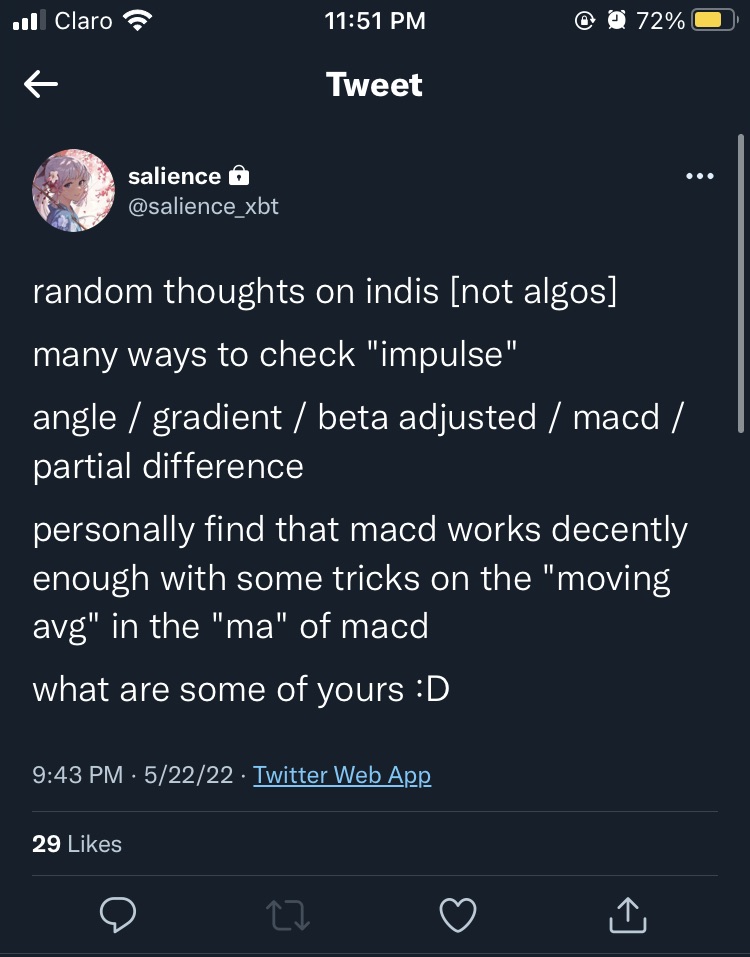 Claro 11:51 PM 72%
Tweet
salience
@salience_xbt
random thoughts on indis [not algos]
many ways to check "impulse"
angle / gradient / beta adjusted / macd /
partial difference
personally find that macd works decently
enough with some tricks on the "moving
avg" in the "ma" of macd
what are some of yours :D
9:43 PM · 5/22/22 · Twitter Web App
29 Likes